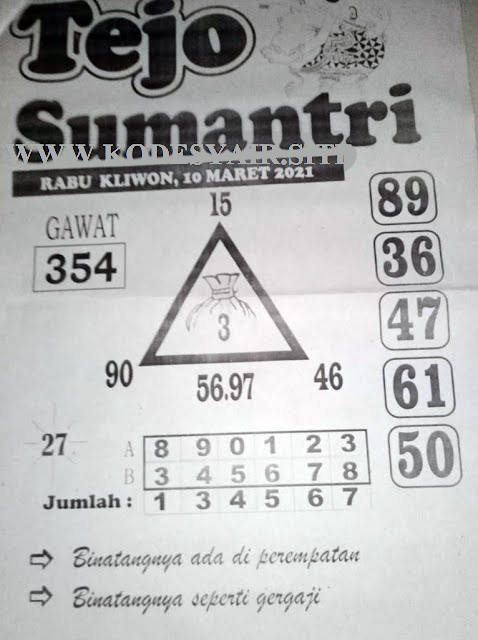 Tejo
Sumantri
WWW.KODESYAIR.SITE
RABU KLIWON, 10 MARET 2021
15
89
GAWAT
354
36
3
47
90
56.97
46
61
27
A 8 9 0 1 2 3
B 3 4 5 6 7 8
50
Jumlah : 1 3 4 5 6 7
⇨ Binatangnya ada di perempatan
⇨ Binatangnya seperti gergaji